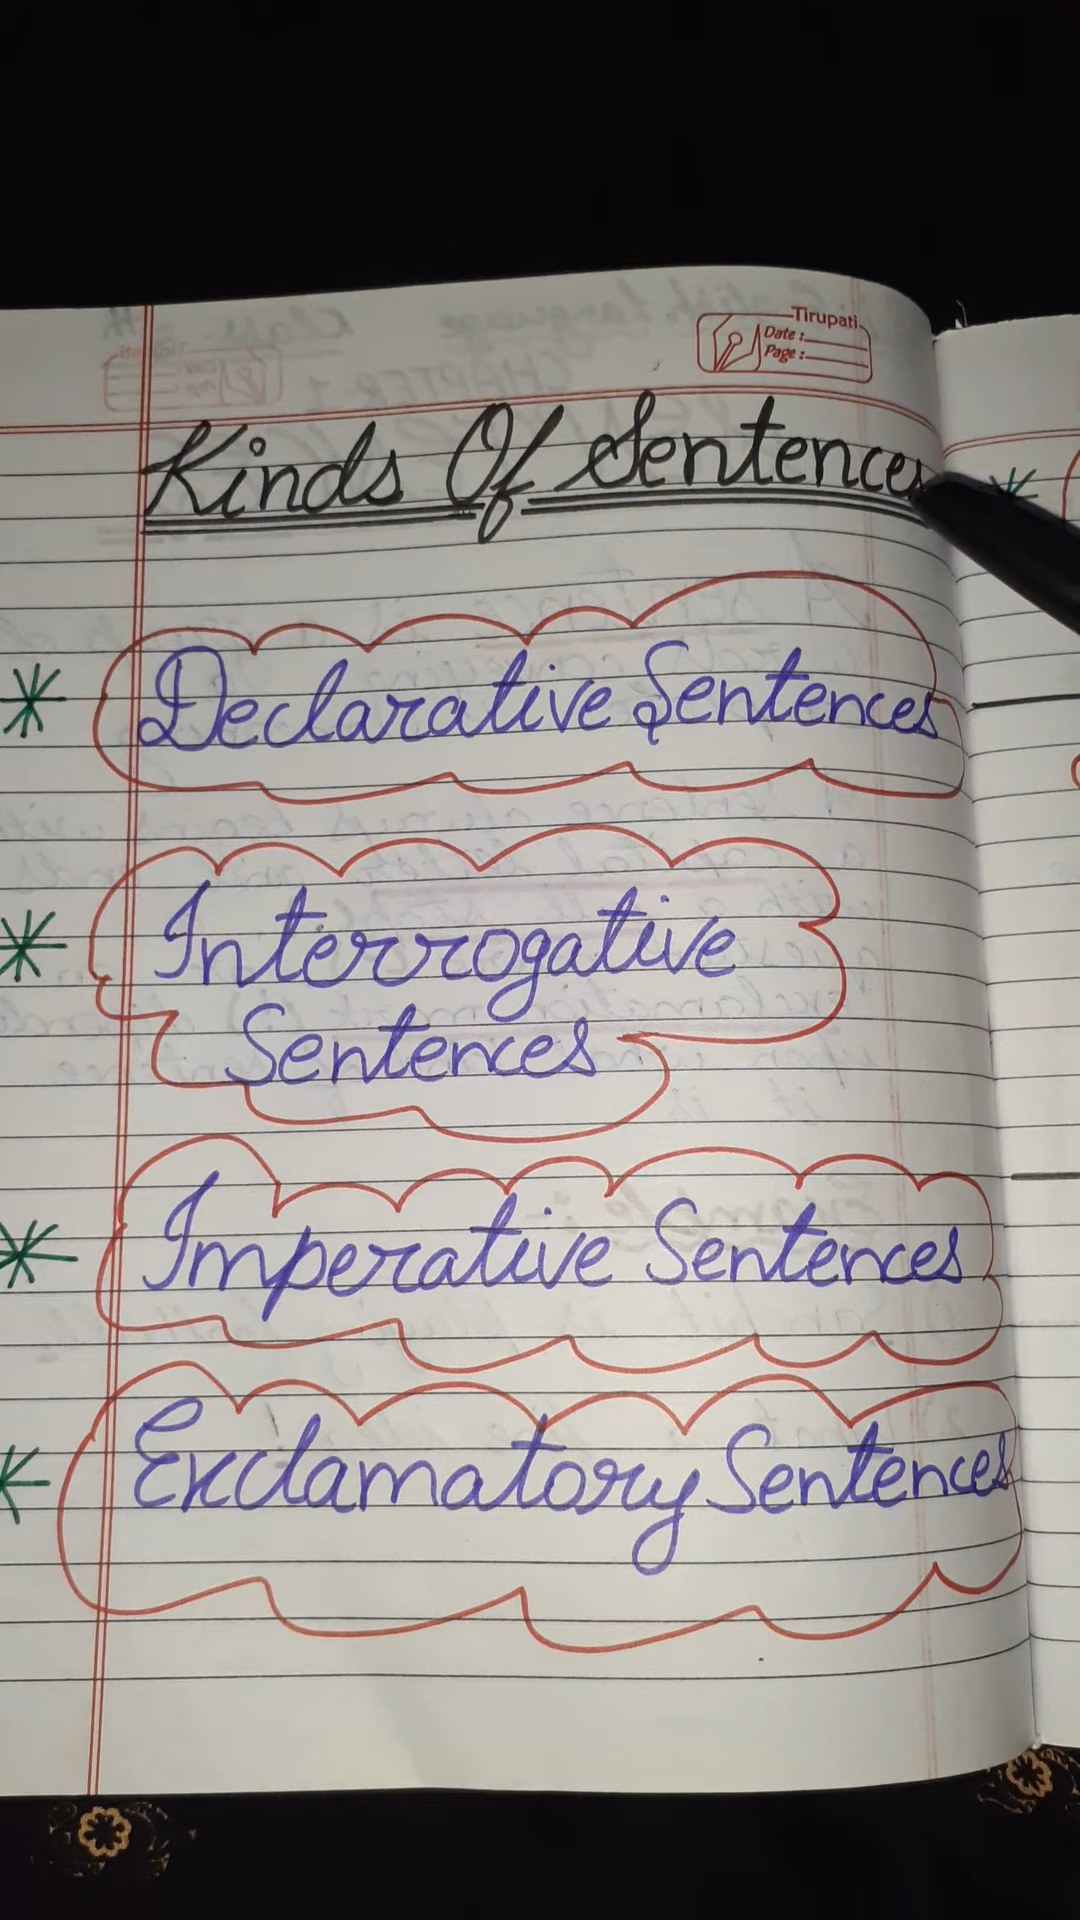 Tirupati
Date :
Page :
Kinds Of Sentences
Declarative Sentences
Interrogative
Sentences
Imperative Sentences
Exclamatory Sentences